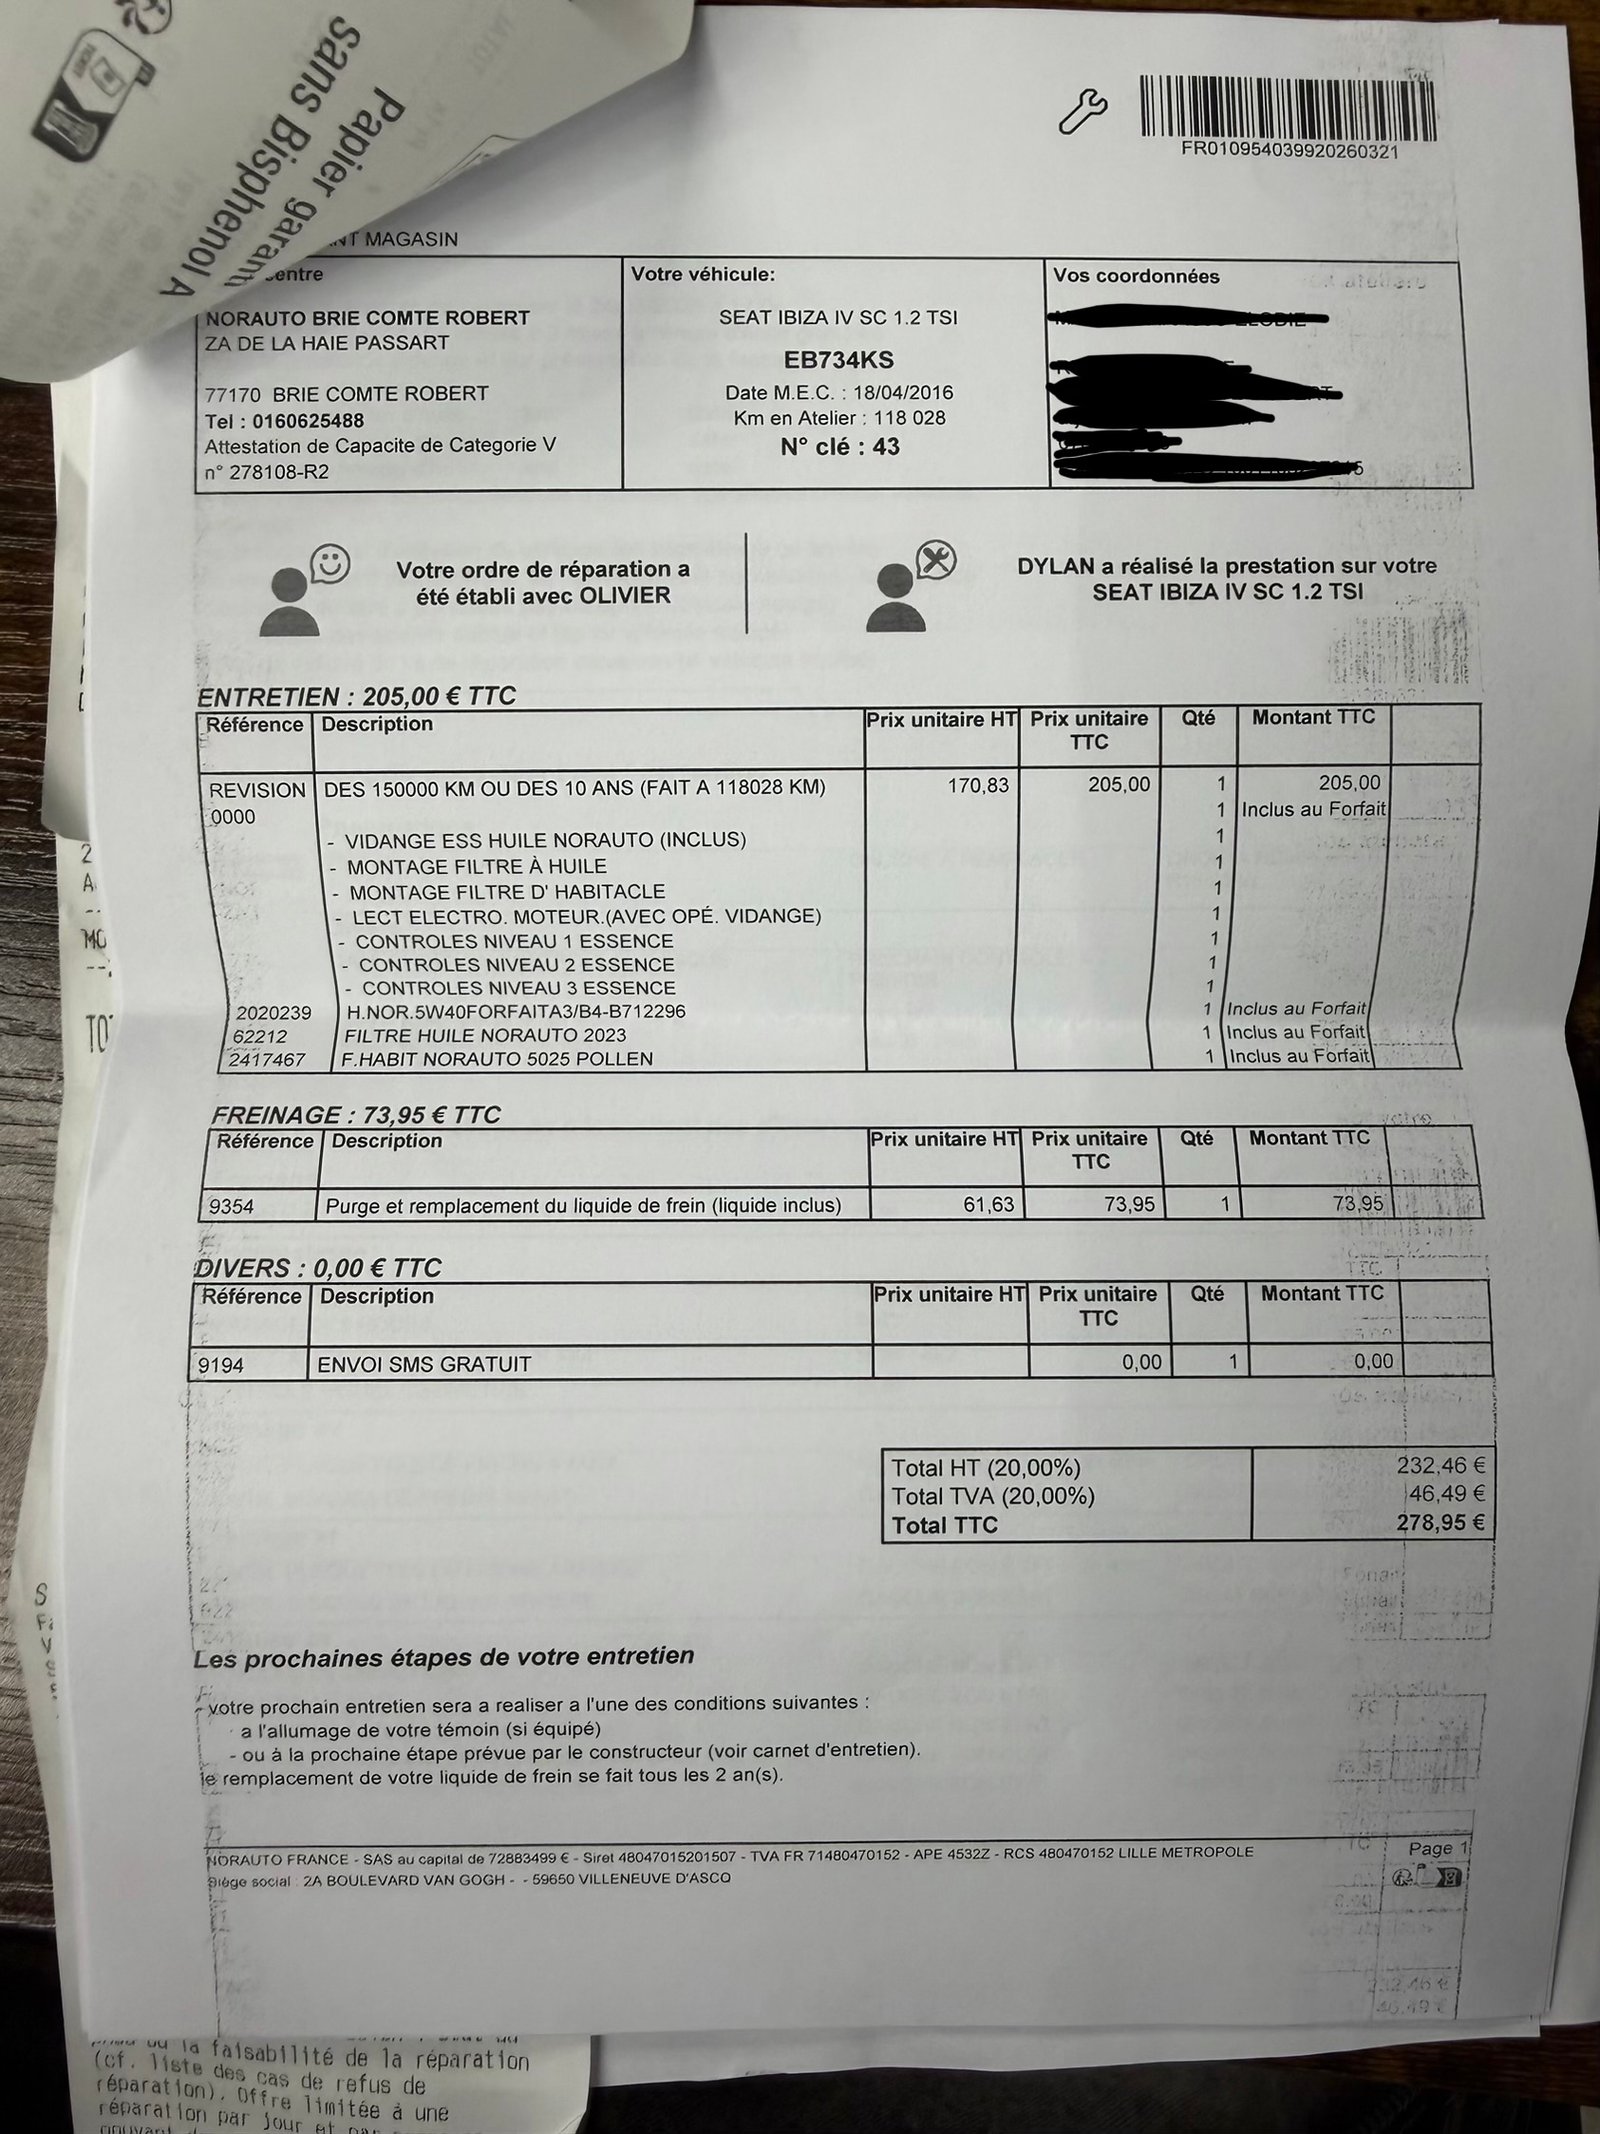 Papier garanti
sans Bisphenol A
FR010954039920260321
NT MAGASIN
centre
NORAUTO BRIE COMTE ROBERT
ZA DE LA HAIE PASSART
77170 BRIE COMTE ROBERT
Tel : 0160625488
Attestation de Capacite de Categorie V
n° 278108-R2
Votre véhicule:
SEAT IBIZA IV SC 1.2 TSI
EB734KS
Date M.E.C. : 18/04/2016
Km en Atelier : 118 028
N° clé : 43
Vos coordonnées
Votre ordre de réparation a
été établi avec OLIVIER
DYLAN a réalisé la prestation sur votre
SEAT IBIZA IV SC 1.2 TSI
ENTRETIEN : 205,00 € TTC
Référence Description Prix unitaire HT Prix unitaire TTC Qté Montant TTC
REVISION DES 150000 KM OU DES 10 ANS (FAIT A 118028 KM) 170,83 205,00 1 205,00
0000 1 Inclus au Forfait
- VIDANGE ESS HUILE NORAUTO (INCLUS) 1
- MONTAGE FILTRE À HUILE 1
- MONTAGE FILTRE D' HABITACLE 1
- LECT ELECTRO. MOTEUR.(AVEC OPÉ. VIDANGE) 1
- CONTROLES NIVEAU 1 ESSENCE 1
- CONTROLES NIVEAU 2 ESSENCE 1
- CONTROLES NIVEAU 3 ESSENCE 1
2020239 H.NOR.5W40FORFAITA3/B4-B712296 1 Inclus au Forfait
62212 FILTRE HUILE NORAUTO 2023 1 Inclus au Forfait
2417467 F.HABIT NORAUTO 5025 POLLEN 1 Inclus au Forfait
FREINAGE : 73,95 € TTC
Référence Description Prix unitaire HT Prix unitaire TTC Qté Montant TTC
9354 Purge et remplacement du liquide de frein (liquide inclus) 61,63 73,95 1 73,95
DIVERS : 0,00 € TTC
Référence Description Prix unitaire HT Prix unitaire TTC Qté Montant TTC
9194 ENVOI SMS GRATUIT 0,00 1 0,00
Total HT (20,00%) 232,46 €
Total TVA (20,00%) 46,49 €
Total TTC 278,95 €
Les prochaines étapes de votre entretien
- votre prochain entretien sera a realiser a l'une des conditions suivantes :
- a l'allumage de votre témoin (si équipé)
- ou à la prochaine étape prévue par le constructeur (voir carnet d'entretien).
le remplacement de votre liquide de frein se fait tous les 2 an(s).
NORAUTO FRANCE - SAS au capital de 72883499 € - Siret 48047015201507 - TVA FR 71480470152 - APE 4532Z - RCS 480470152 LILLE METROPOLE
Siège social : 2A BOULEVARD VAN GOGH - - 59650 VILLENEUVE D'ASCQ
Page 1
la faisabilité de la réparation
(cf. liste des cas de refus de
réparation). Offre limitée à une
réparation par jour et